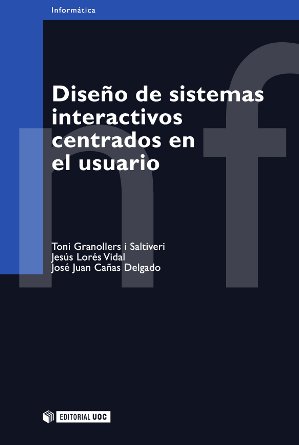 Informática
Diseño de sistemas
interactivos
centrados en
el usuario
nf
Toni Granollers i Saltiveri
Jesús Lorés Vidal
José Juan Cañas Delgado
EDITORIAL UOC